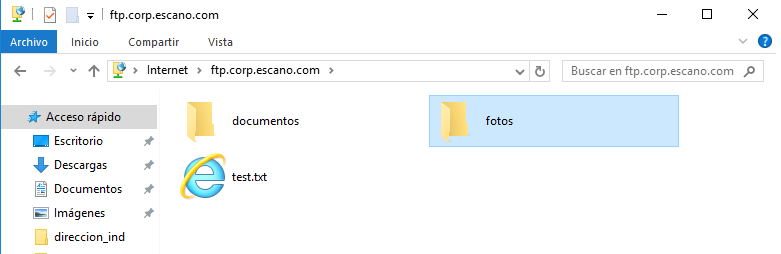 ftp.corp.escano.com
Archivo Inicio Compartir Vista
Internet ftp.corp.escano.com
Buscar en ftp.corp.escano.com
Acceso rápido
Escritorio
Descargas
Documentos
Imágenes
direccion_ind
documentos
fotos
test.txt